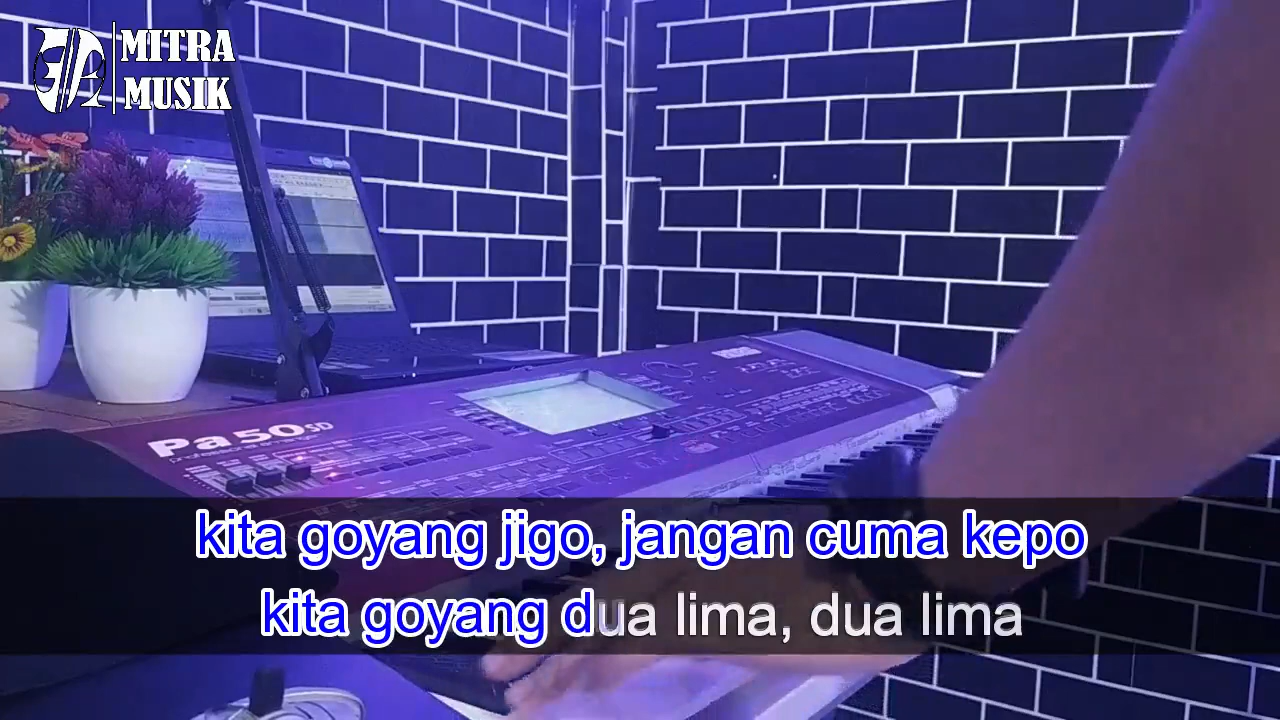 MITRA
MUSIK
Pa50SD
kita goyang jigo, jangan cuma kepo
kita goyang dua lima, dua lima